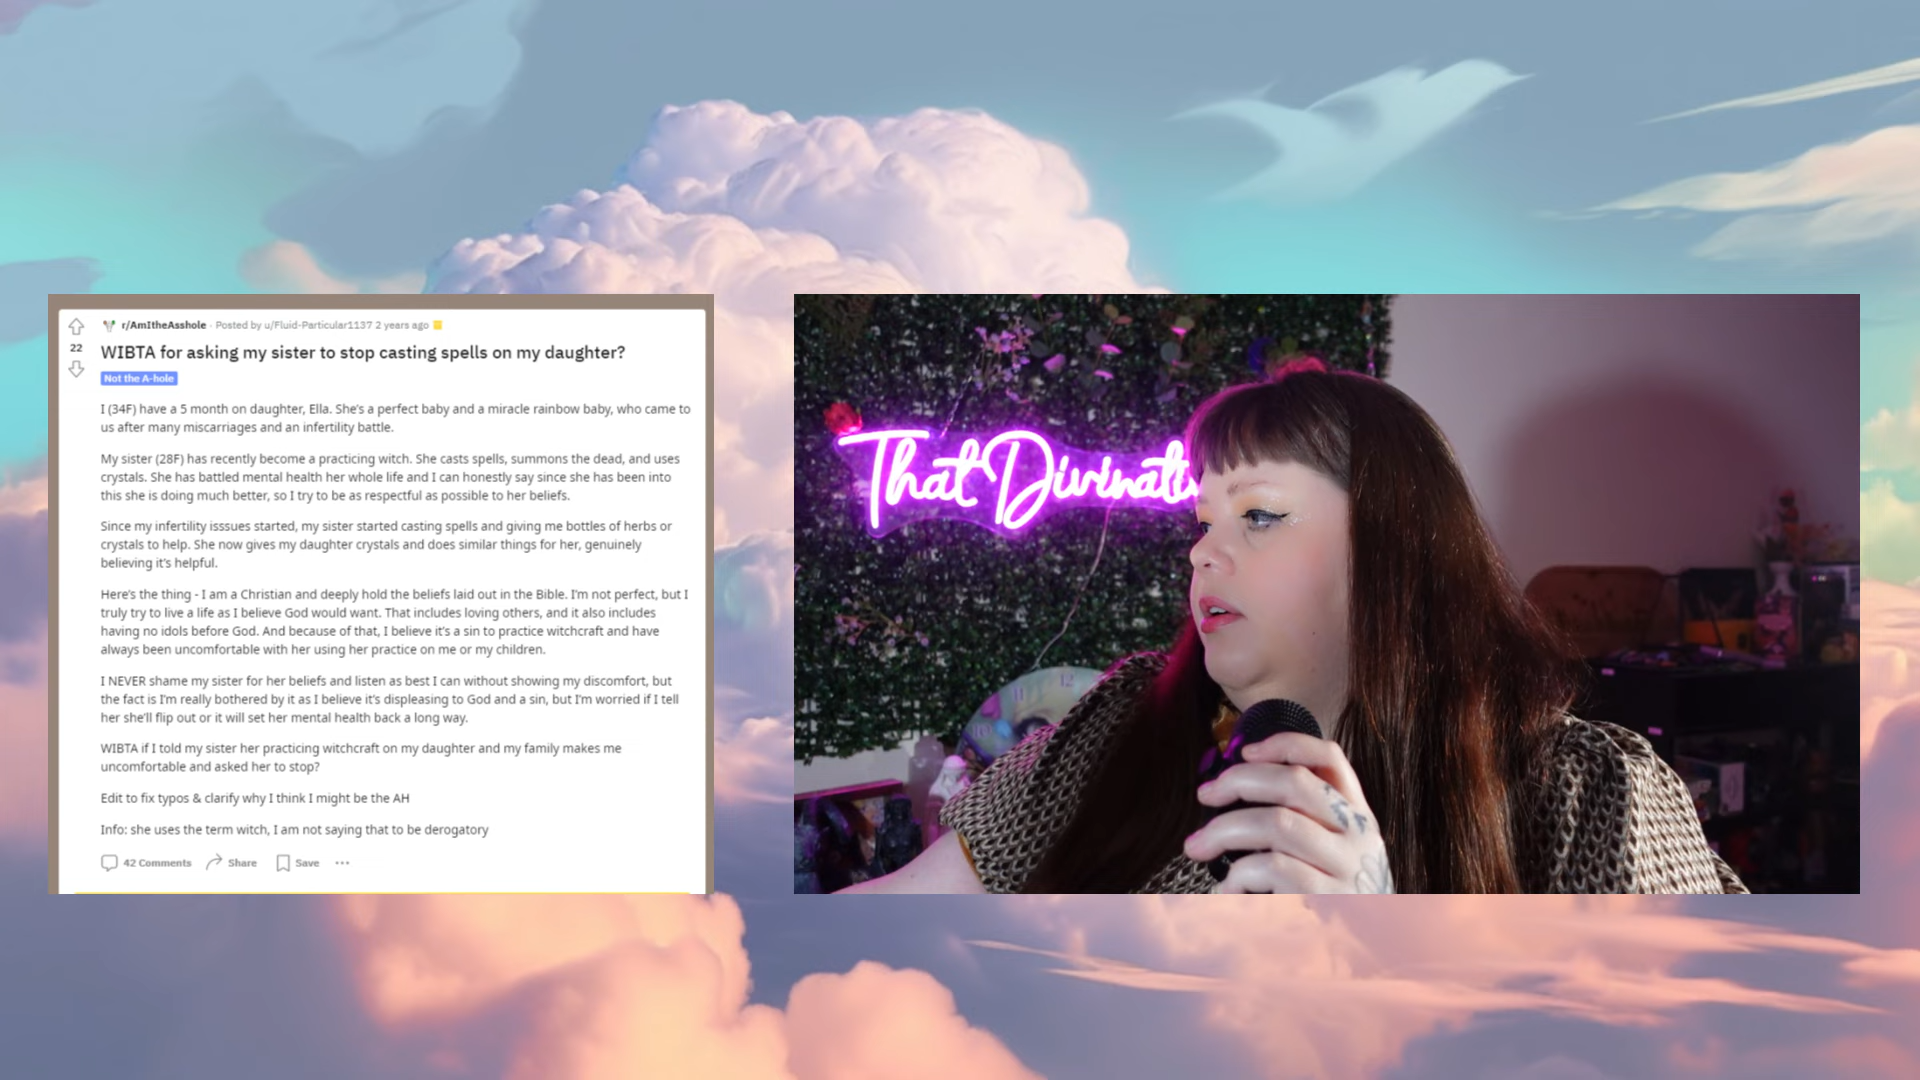 r/AmItheAsshole · Posted by u/Fluid-Particular1137 2 years ago
22
WIBTA for asking my sister to stop casting spells on my daughter?
Not the A-hole
I (34F) have a 5 month on daughter, Ella. She's a perfect baby and a miracle rainbow baby, who came to
us after many miscarriages and an infertility battle.
My sister (28F) has recently become a practicing witch. She casts spells, summons the dead, and uses
crystals. She has battled mental health her whole life and I can honestly say since she has been into
this she is doing much better, so I try to be as respectful as possible to her beliefs.
Since my infertility isssues started, my sister started casting spells and giving me bottles of herbs or
crystals to help. She now gives my daughter crystals and does similar things for her, genuinely
believing it's helpful.
Here's the thing - I am a Christian and deeply hold the beliefs laid out in the Bible. I'm not perfect, but I
truly try to live a life as I believe God would want. That includes loving others, and it also includes
having no idols before God. And because of that, I believe it's a sin to practice witchcraft and have
always been uncomfortable with her using her practice on me or my children.
I NEVER shame my sister for her beliefs and listen as best I can without showing my discomfort, but
the fact is I'm really bothered by it as I believe it's displeasing to God and a sin, but I'm worried if I tell
her she'll flip out or it will set her mental health back a long way.
WIBTA if I told my sister her practicing witchcraft on my daughter and my family makes me
uncomfortable and asked her to stop?
Edit to fix typos & clarify why I think I might be the AH
Info: she uses the term witch, I am not saying that to be derogatory
42 Comments Share Save ...
That Divinat
11 12